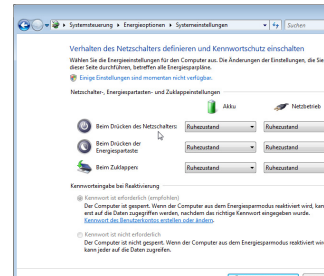 Systemsteuerung ▸ Energieoptionen ▸ Systemeinstellungen
Suchen
Verhalten des Netzschalters definieren und Kennwortschutz einschalten
Wählen Sie die Energieeinstellungen für den Computer aus. Die Änderungen der Einstellungen, die Sie
dieser Seite durchführen, betreffen alle Energiesparpläne.
Einige Einstellungen sind momentan nicht verfügbar.
Netzschalter-, Energiespartasten- und Zuklappeinstellungen
Akku
Netzbetrieb
Beim Drücken des Netzschalters:
Ruhezustand
Ruhezustand
Beim Drücken der
Energiespartaste:
Ruhezustand
Ruhezustand
Beim Zuklappen:
Ruhezustand
Ruhezustand
Kennworteingabe bei Reaktivierung
Kennwort ist erforderlich (empfohlen)
Der Computer ist gesperrt. Wenn der Computer aus dem Energiesparmodus reaktiviert wird, kan
erst auf die Daten zugegriffen werden, nachdem das richtige Kennwort eingegeben wurde.
Kennwort des Benutzerkontos erstellen oder ändern.
Kennwort ist nicht erforderlich
Der Computer ist nicht gesperrt. Wenn der Computer aus dem Energiesparmodus reaktiviert wir
kann jeder auf die Daten zugreifen.